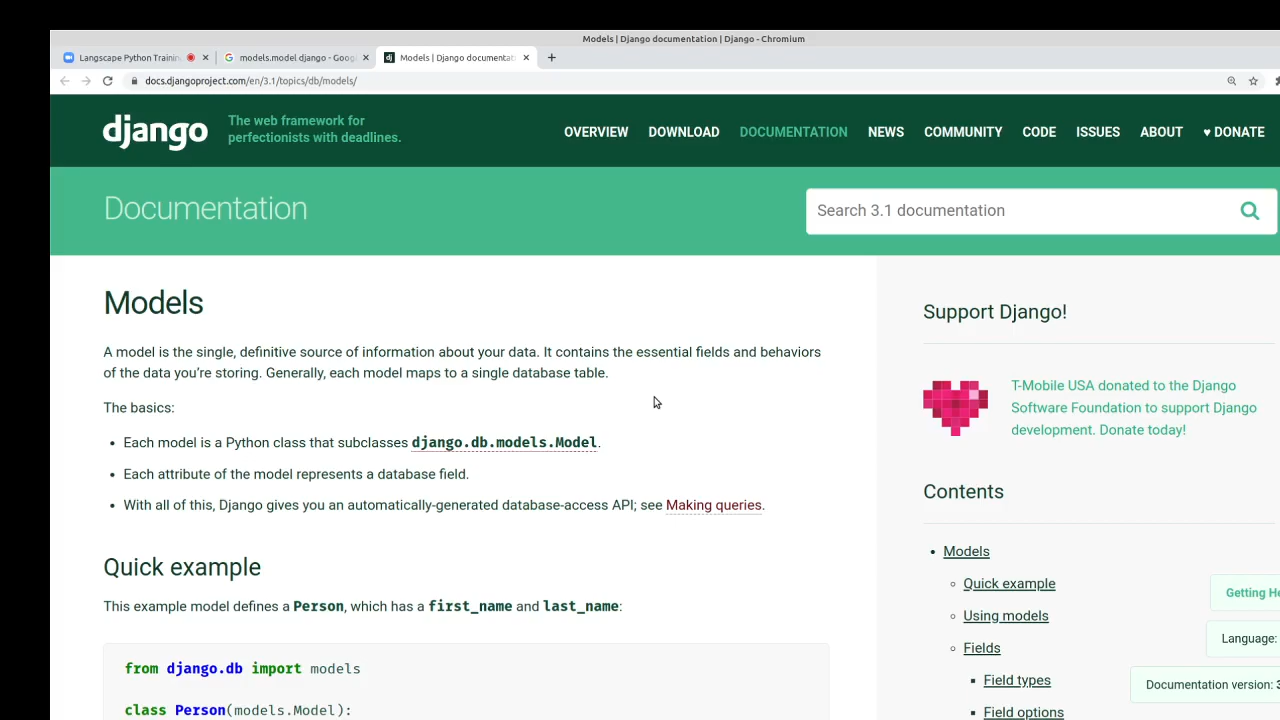 Models | Django documentation | Django - Chromium
Langscape Python Trainin
models.model django - Goog
dj Models | Django documentati
docs.djangoproject.com/en/3.1/topics/db/models/
django
The web framework for
perfectionists with deadlines.
OVERVIEW DOWNLOAD DOCUMENTATION NEWS COMMUNITY CODE ISSUES ABOUT ♥ DONATE
Documentation
Search 3.1 documentation
Models
A model is the single, definitive source of information about your data. It contains the essential fields and behaviors
of the data you’re storing. Generally, each model maps to a single database table.
The basics:
• Each model is a Python class that subclasses django.db.models.Model.
• Each attribute of the model represents a database field.
• With all of this, Django gives you an automatically-generated database-access API; see Making queries.
Quick example
This example model defines a Person, which has a first_name and last_name:
from django.db import models
class Person(models.Model):
Support Django!
T-Mobile USA donated to the Django
Software Foundation to support Django
development. Donate today!
Contents
• Models
◦ Quick example
◦ Using models
◦ Fields
▪ Field types
▪ Field options
Getting He
Language:
Documentation version: 3